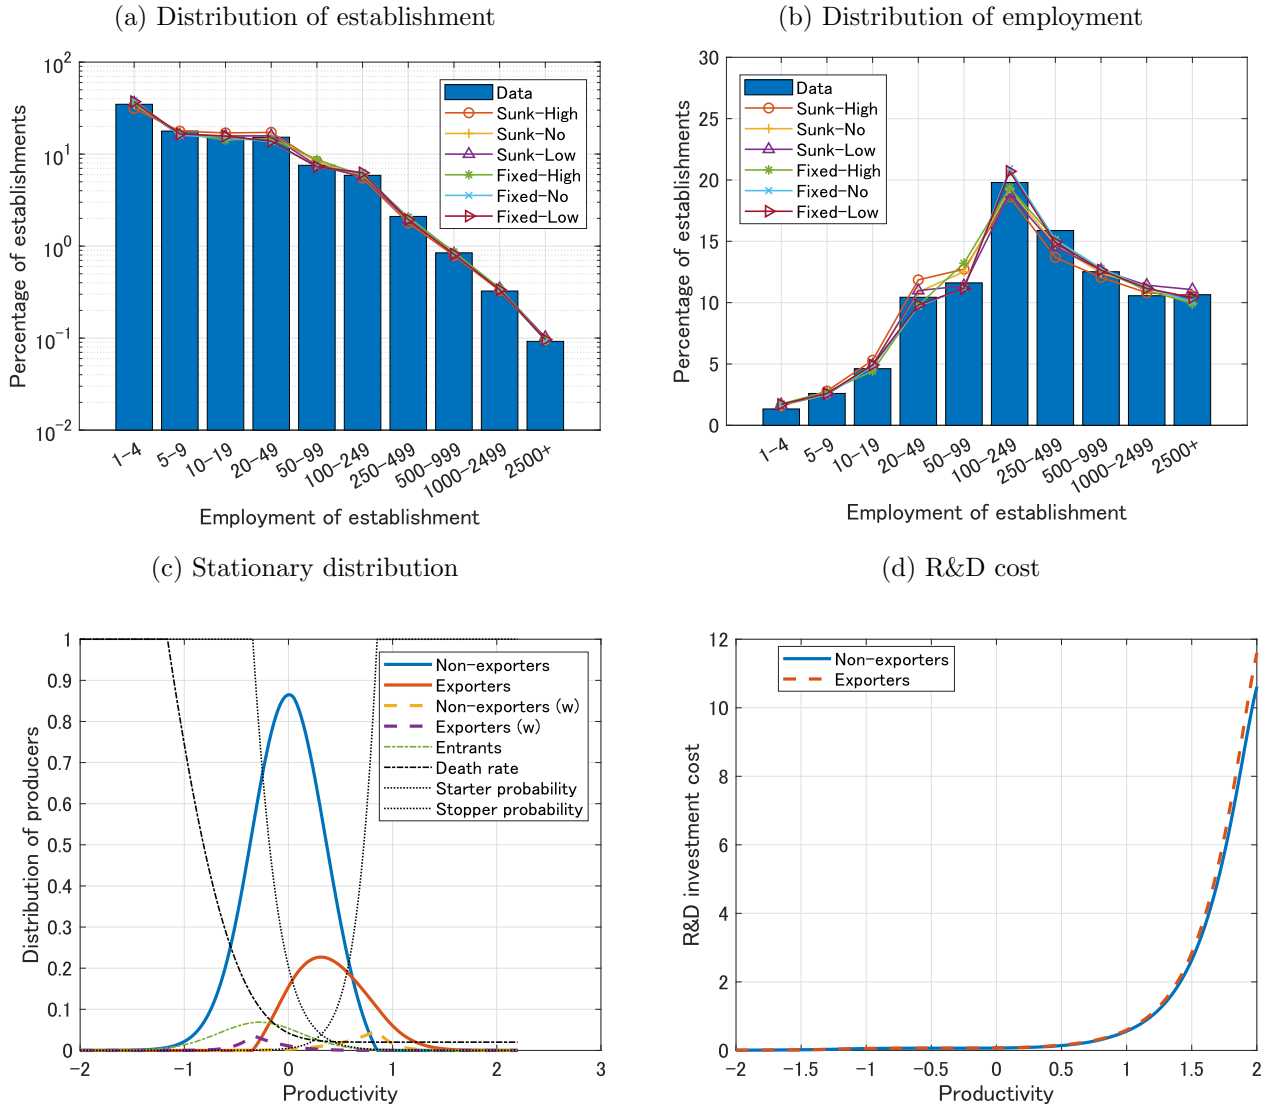 (a) Distribution of establishment
Percentage of establishments
10^2
10^1
10^0
10^-1
10^-2
Data
Sunk-High
Sunk-No
Sunk-Low
Fixed-High
Fixed-No
Fixed-Low
1-4
5-9
10-19
20-49
50-99
100-249
250-499
500-999
1000-2499
2500+
Employment of establishment
(b) Distribution of employment
Percentage of establishments
30
25
20
15
10
5
0
Data
Sunk-High
Sunk-No
Sunk-Low
Fixed-High
Fixed-No
Fixed-Low
1-4
5-9
10-19
20-49
50-99
100-249
250-499
500-999
1000-2499
2500+
Employment of establishment
(c) Stationary distribution
Distribution of producers
1
0.9
0.8
0.7
0.6
0.5
0.4
0.3
0.2
0.1
0
Non-exporters
Exporters
Non-exporters (w)
Exporters (w)
Entrants
Death rate
Starter probability
Stopper probability
-2
-1
0
1
2
3
Productivity
(d) R&D cost
R&D investment cost
12
10
8
6
4
2
0
Non-exporters
Exporters
-2
-1.5
-1
-0.5
0
0.5
1
1.5
2
Productivity